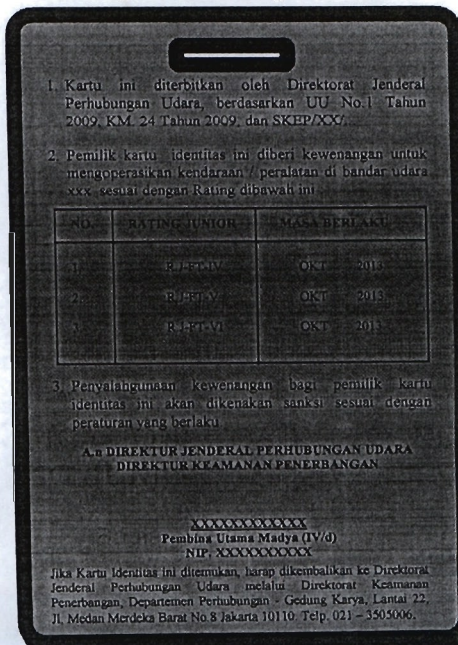 1. Kartu ini diterbitkan oleh Direktorat Jenderal
Perhubungan Udara, berdasarkan UU No.1 Tahun
2009, KM. 24 Tahun 2009, dan SKEP/XX/...
2. Pemilik kartu identitas ini diberi kewenangan untuk
mengoperasikan kendaraan / peralatan di bandar udara
xxx sesuai dengan Rating dibawah ini
NO. RATING JUNIOR MASA BERLAKU
1. RJ-FT-IV OKT 2013
2. RJ-FT-V OKT 2013
3. RJ-FT-VI OKT 2013
3. Penyalahgunaan kewenangan bagi pemilik kartu
identitas ini akan dikenakan sanksi sesuai dengan
peraturan yang berlaku
A.n DIREKTUR JENDERAL PERHUBUNGAN UDARA
DIREKTUR KEAMANAN PENERBANGAN
XXXXXXXXXXXXX
Pembina Utama Madya (IV/d)
NIP. XXXXXXXXXX
Jika Kartu Identitas ini ditemukan, harap dikembalikan ke Direktorat
Jenderal Perhubungan Udara melalui Direktorat Keamanan
Penerbangan, Departemen Perhubungan - Gedung Karya, Lantai 22,
Jl. Medan Merdeka Barat No.8 Jakarta 10110. Telp. 021 – 3505006.